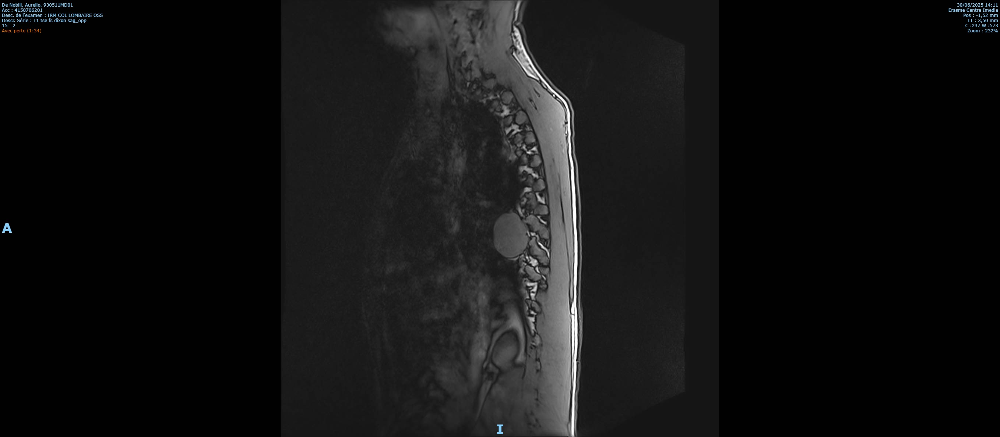 De Nobili, Aurelio, 930511MD01
Acc : 4158706201
Desc. de l'examen : IRM COL LOMBAIRE OSS
Descr. Série : T1 tse fs dixon sag_opp
15 - 2
Avec perte (1:34)
30/06/2025 14:11
Erasme Centre Imedia
Pos : -1,52 mm
LT : 3,50 mm
C :237 W :573
Zoom : 232%
A
I